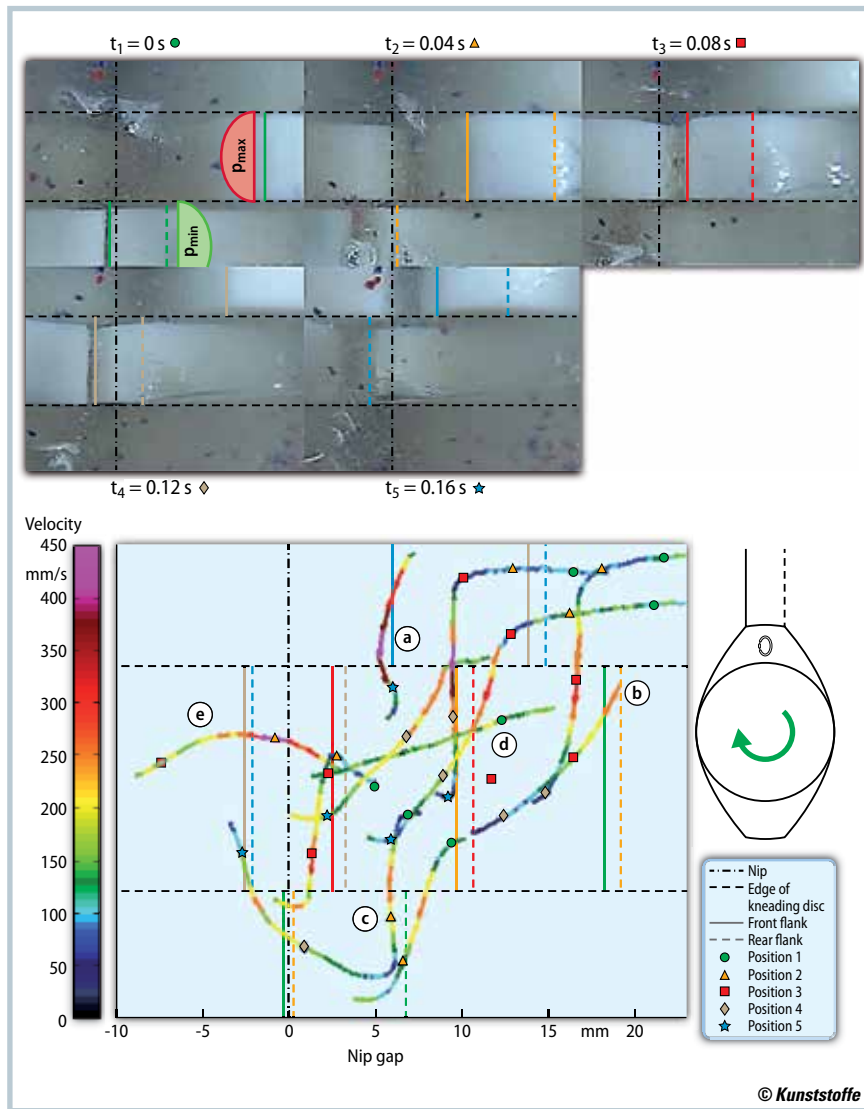 t1 = 0 s
t2 = 0.04 s
t3 = 0.08 s
pmax
pmin
t4 = 0.12 s
t5 = 0.16 s
Velocity
450
mm/s
400
350
300
250
200
150
100
50
0
a
b
c
d
e
-10
-5
0
5
10
15
mm
20
Nip gap
Nip
Edge of
kneading disc
Front flank
Rear flank
Position 1
Position 2
Position 3
Position 4
Position 5
© Kunststoffe